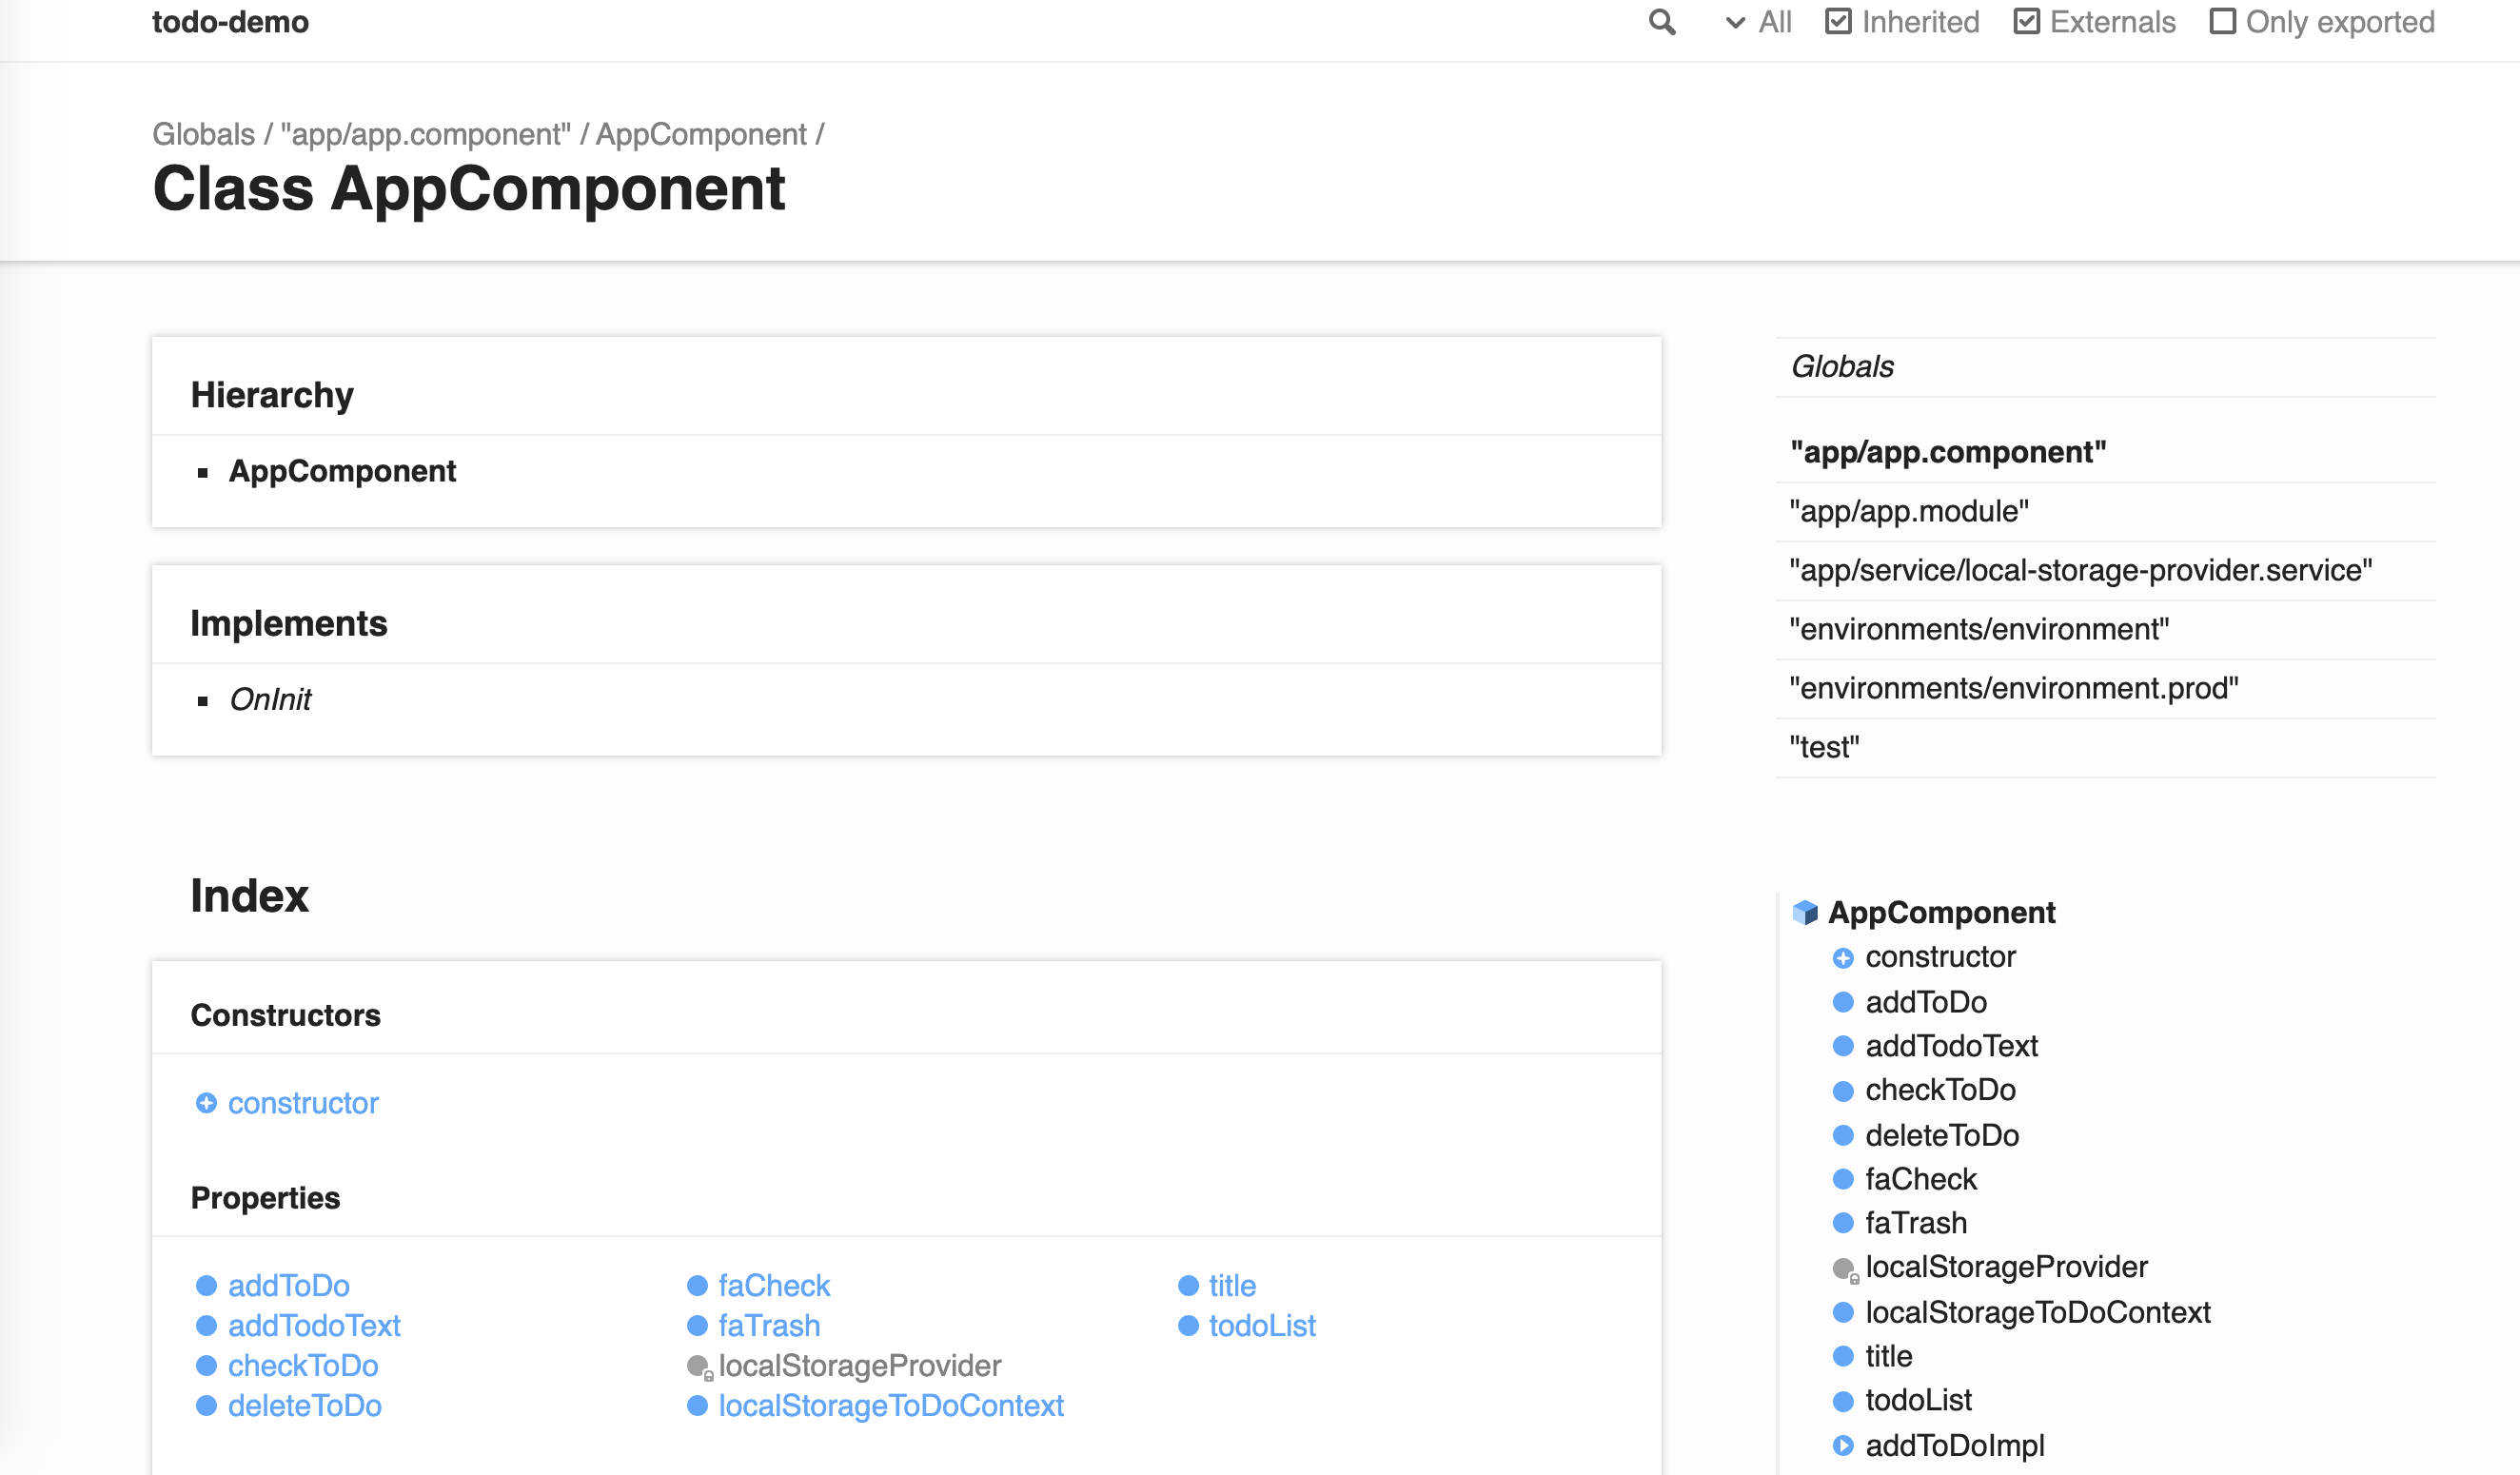 todo-demo
All Inherited Externals Only exported
Globals / "app/app.component" / AppComponent /
Class AppComponent
Hierarchy
AppComponent
Implements
OnInit
Index
Constructors
constructor
Properties
addToDo
addTodoText
checkToDo
deleteToDo
faCheck
faTrash
localStorageProvider
localStorageToDoContext
title
todoList
Globals
"app/app.component"
"app/app.module"
"app/service/local-storage-provider.service"
"environments/environment"
"environments/environment.prod"
"test"
AppComponent
constructor
addToDo
addTodoText
checkToDo
deleteToDo
faCheck
faTrash
localStorageProvider
localStorageToDoContext
title
todoList
addToDoImpl